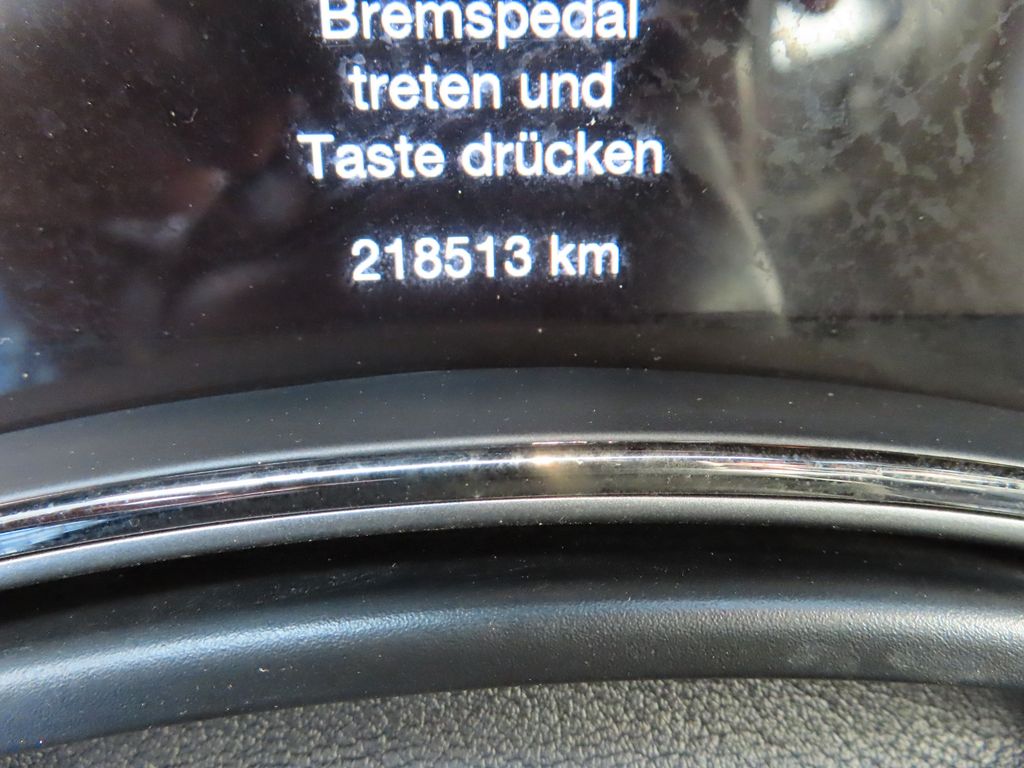 Bremspedal
treten und
Taste drücken
218513 km